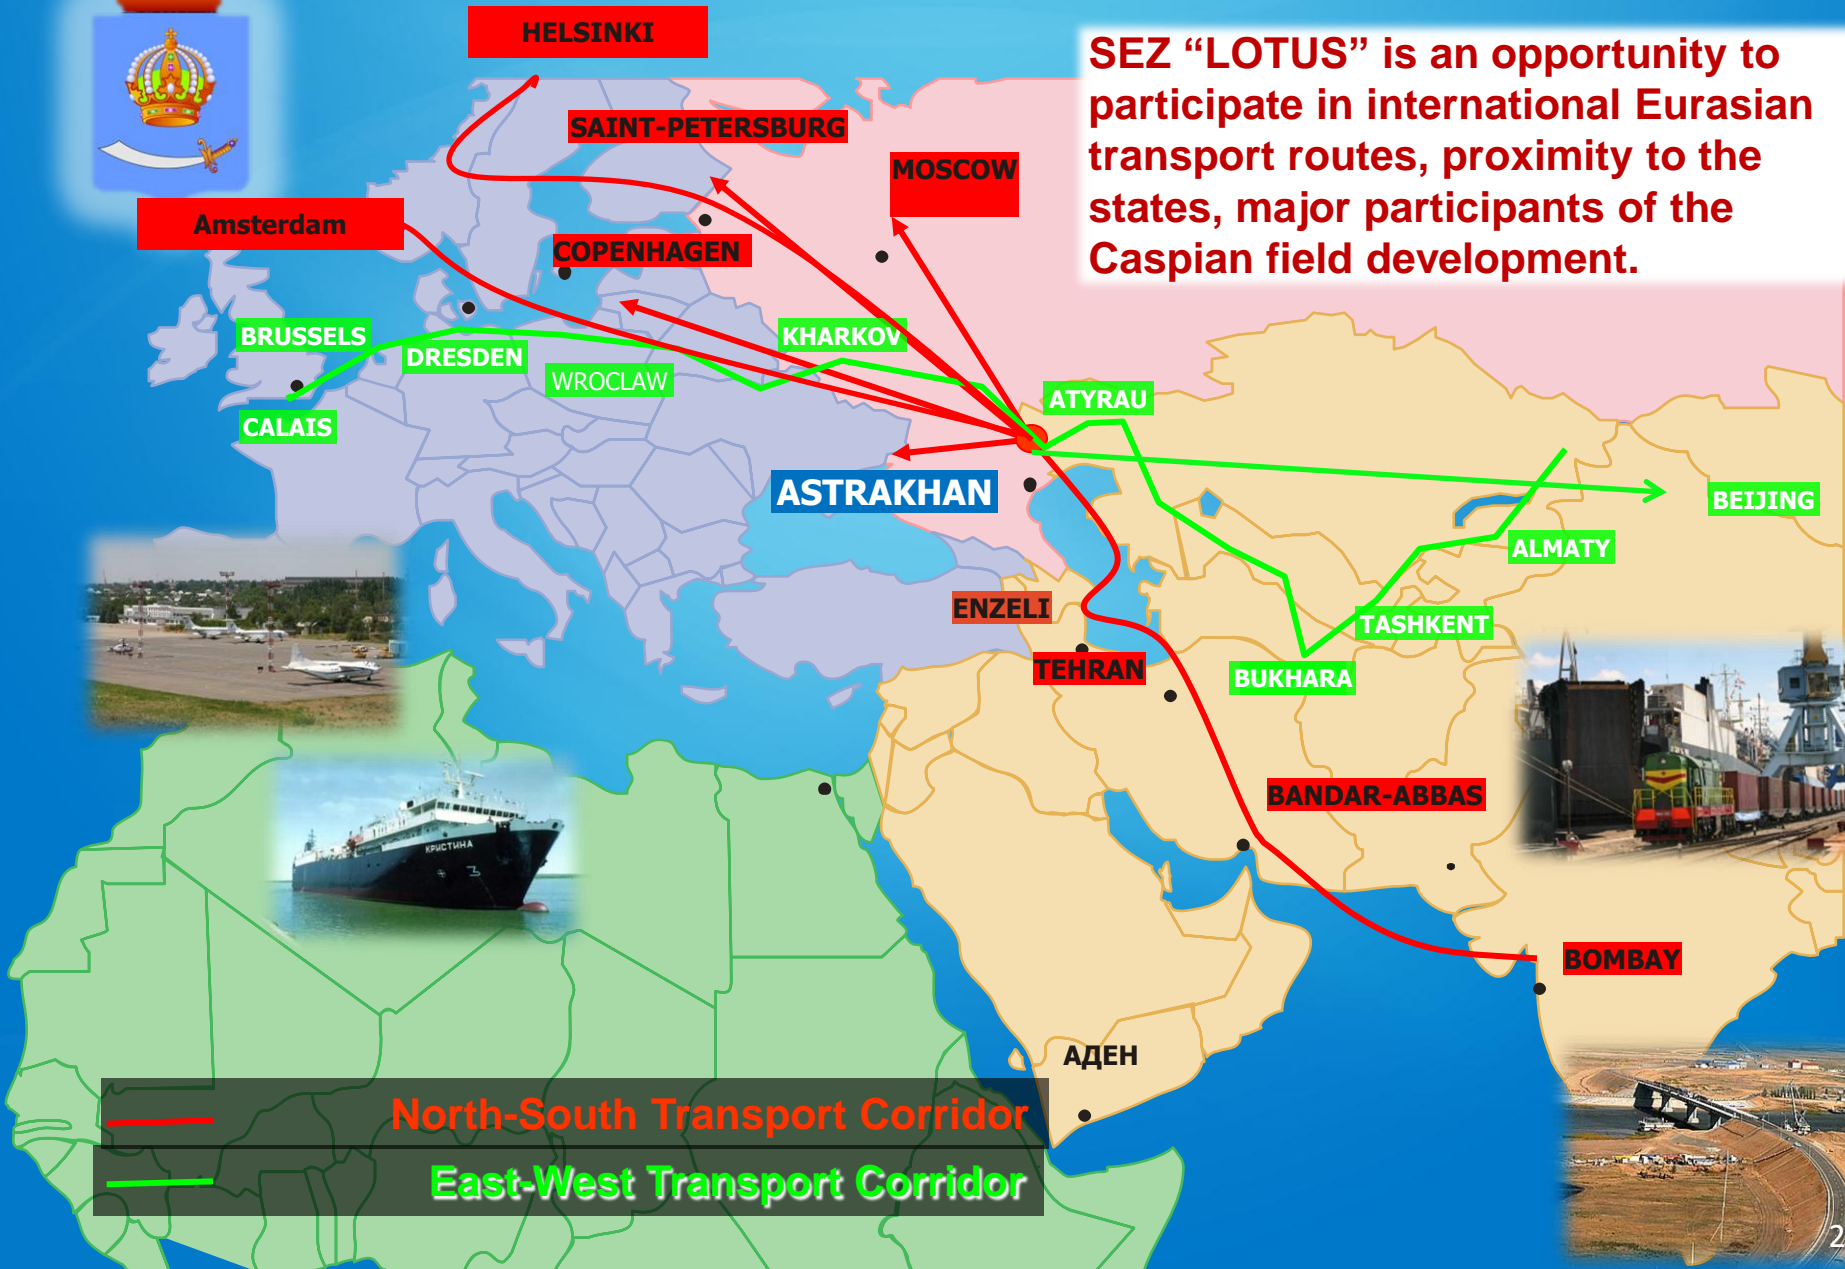 HELSINKI
SEZ “LOTUS” is an opportunity to
participate in international Eurasian
transport routes, proximity to the
states, major participants of the
Caspian field development.
SAINT-PETERSBURG
MOSCOW
Amsterdam
COPENHAGEN
BRUSSELS
DRESDEN
KHARKOV
WROCLAW
CALAIS
ATYRAU
ASTRAKHAN
BEIJING
ALMATY
ENZELI
TASHKENT
TEHRAN
BUKHARA
BANDAR-ABBAS
КРИСТИНА
BOMBAY
АДЕН
North-South Transport Corridor
East-West Transport Corridor
2